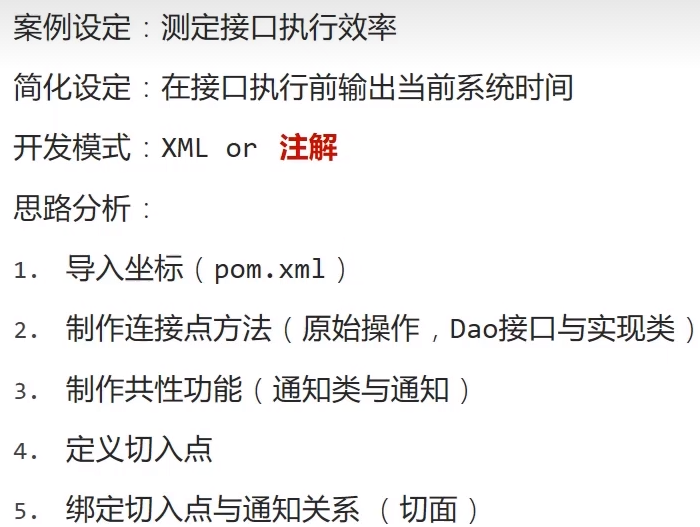 案例设定：测定接口执行效率
简化设定：在接口执行前输出当前系统时间
开发模式：XML or 注解
思路分析：
1. 导入坐标（pom.xml）
2. 制作连接点方法（原始操作，Dao接口与实现类）
3. 制作共性功能（通知类与通知）
4. 定义切入点
5. 绑定切入点与通知关系（切面）